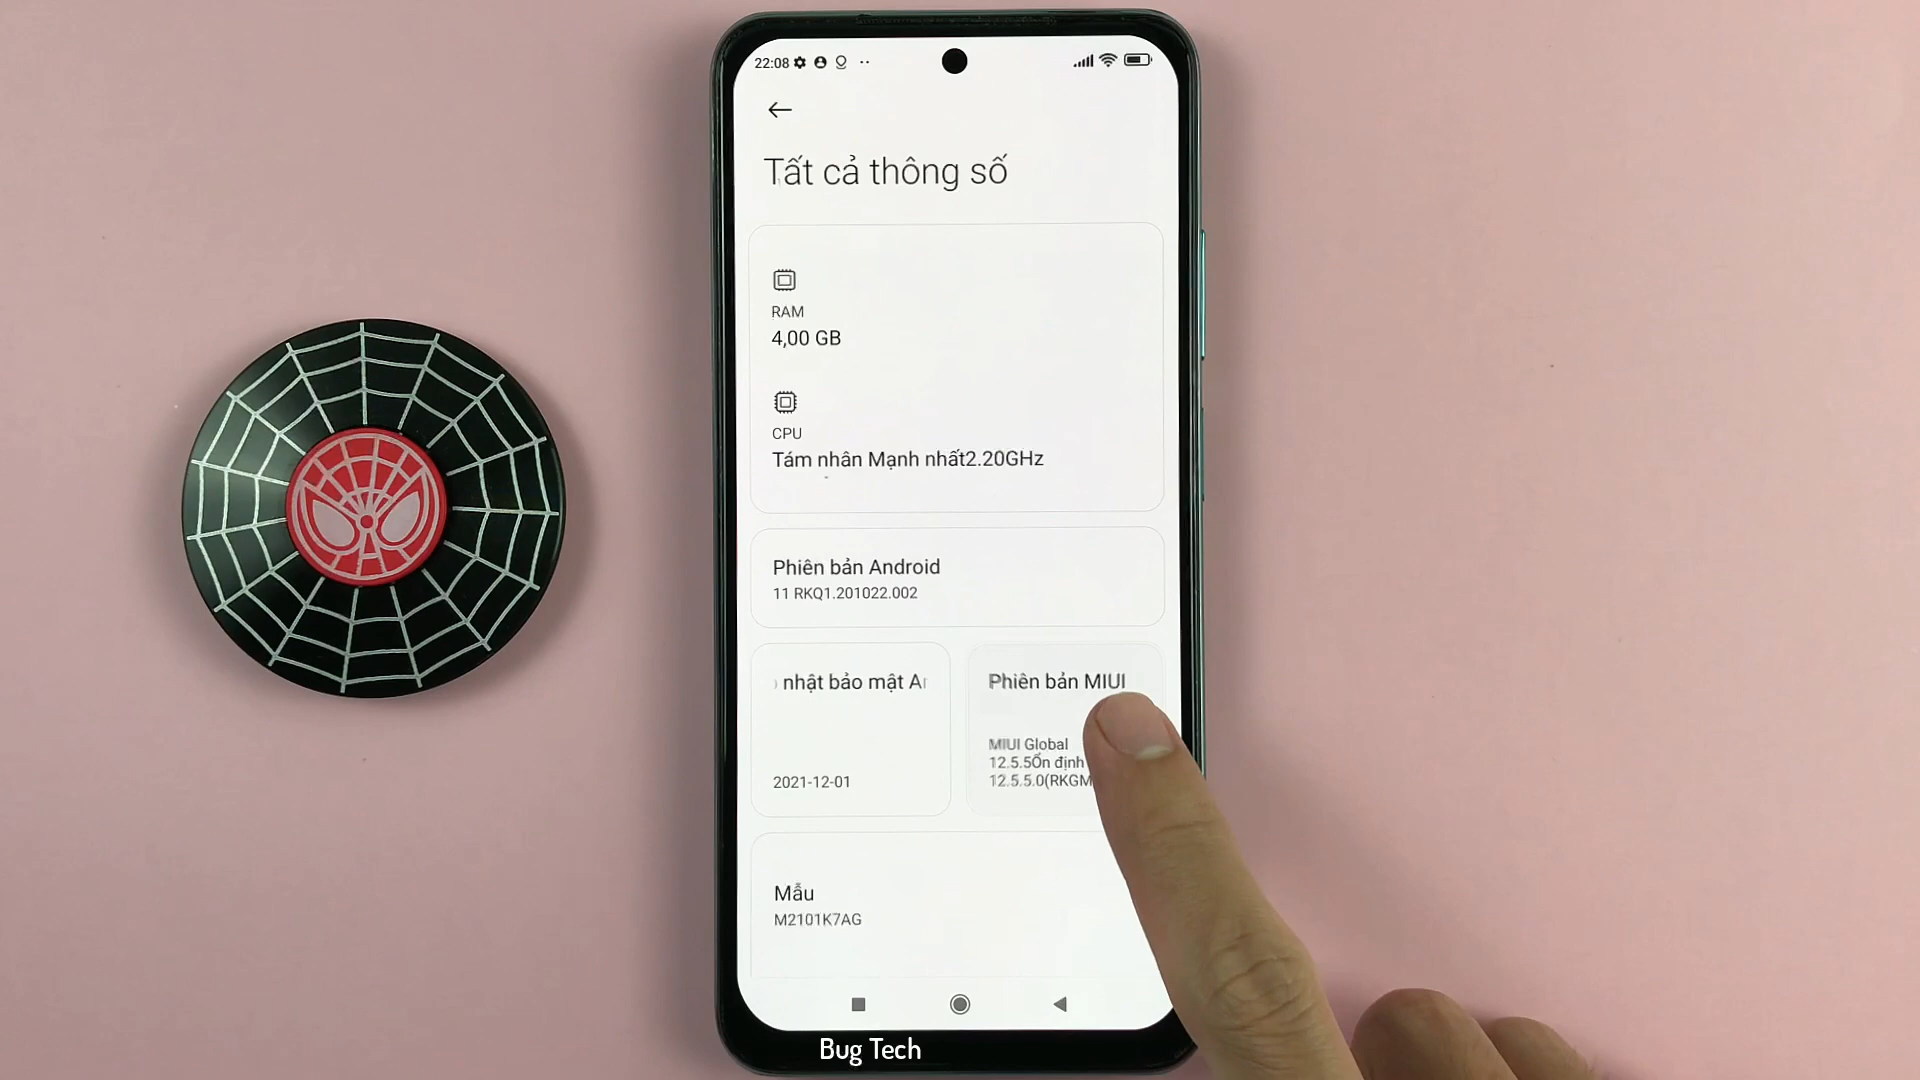 22:08
Tất cả thông số
RAM
4,00 GB
CPU
Tám nhân Mạnh nhất2.20GHz
Phiên bản Android
11 RKQ1.201022.002
nhật bảo mật
Phiên bản MIUI
MIUI Global
12.5.5Ổn định
12.5.5.0(RKGM
2021-12-01
Mẫu
M2101K7AG
Bug Tech